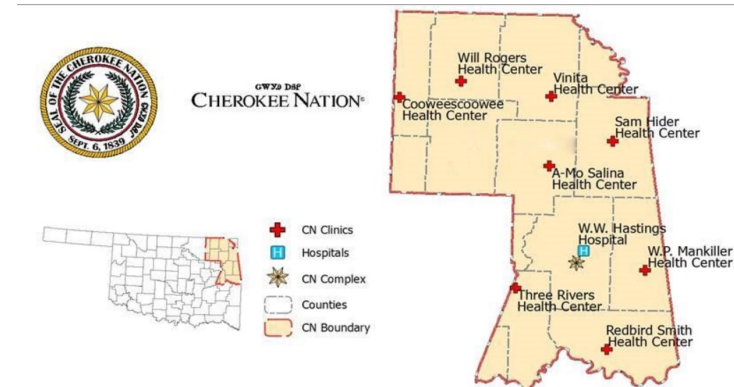 SEAL OF THE CHEROKEE NATION
SEPT. 6, 1839
ᏣᎳᎩ ᎠᏰᎵ
CHEROKEE NATION®
Will Rogers
Health Center
Vinita
Health Center
Cooweescoowee
Health Center
Sam Hider
Health Center
A-Mo Salina
Health Center
W.W. Hastings
Hospital
H
W.P. Mankiller
Health Center
Three Rivers
Health Center
Redbird Smith
Health Center
CN Clinics
H
Hospitals
CN Complex
Counties
CN Boundary